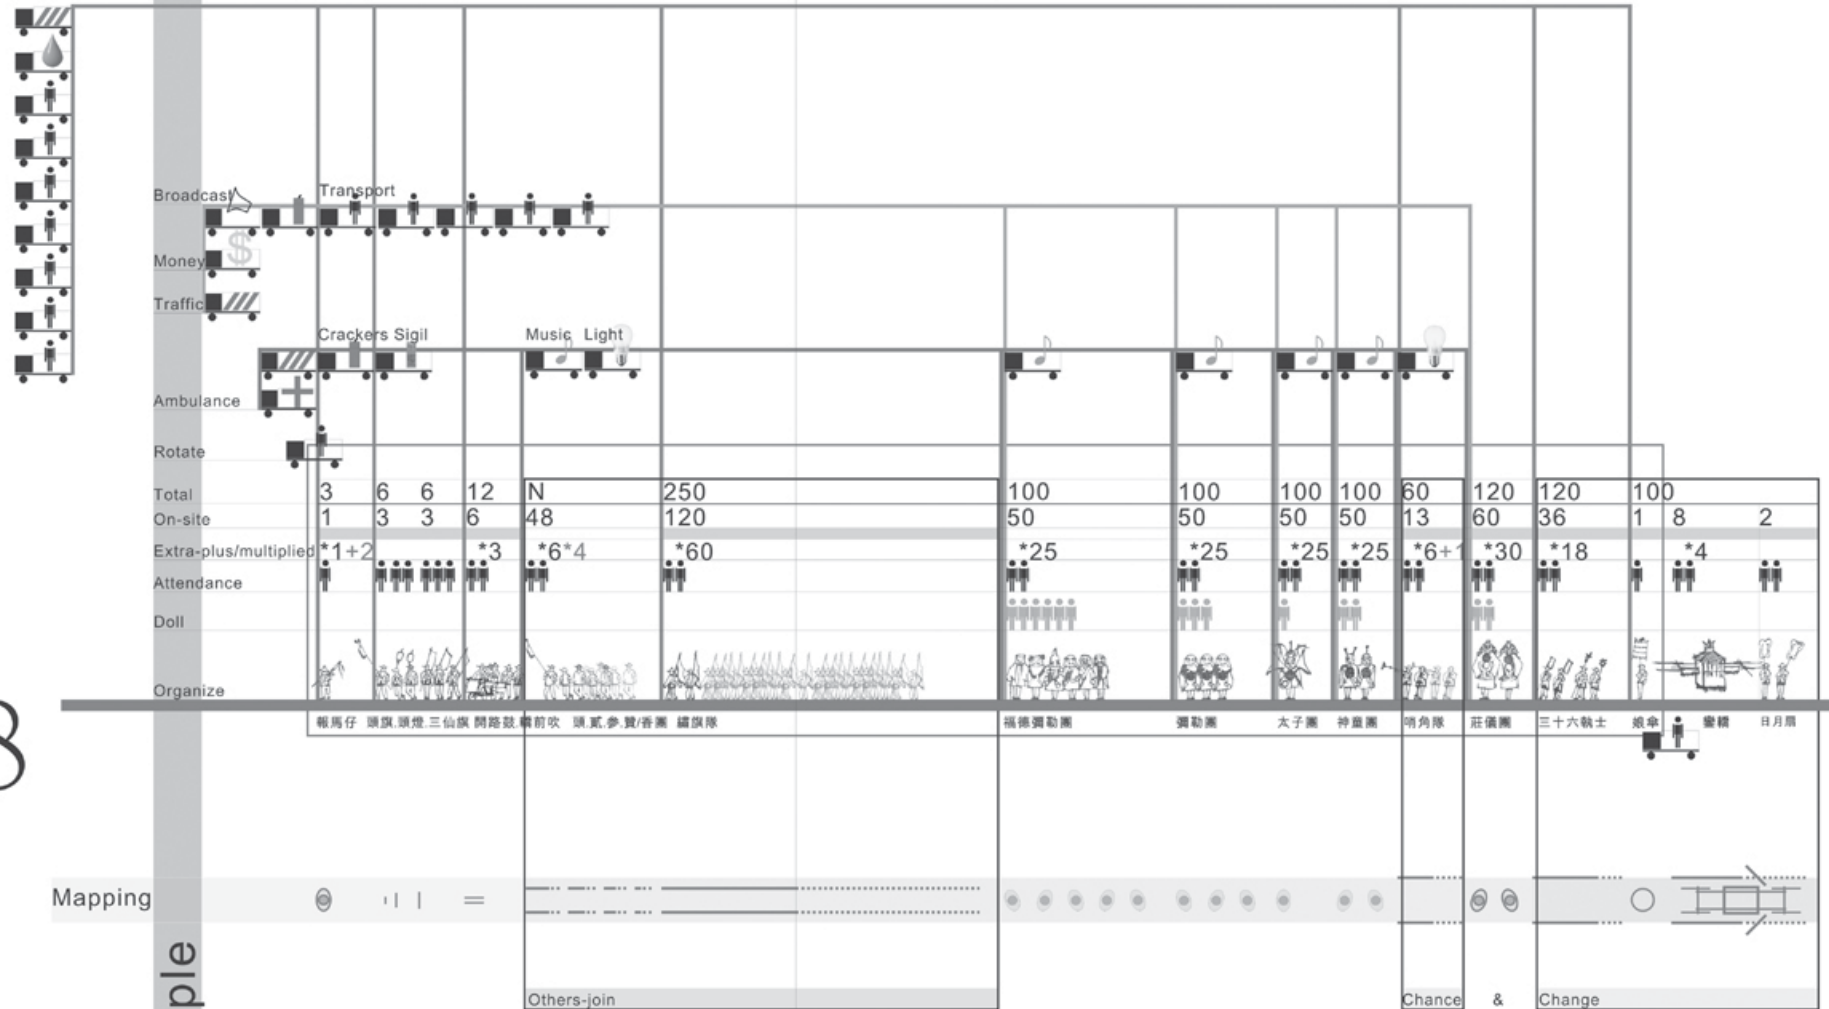 Broadcast Transport
$
Money
Traffic
Crackers Sigil Music Light
Ambulance
Rotate
Total 3 6 6 12 N 250 100 100 100 100 60 120 120 100
On-site 1 3 3 6 48 120 50 50 50 50 13 60 36 1 8 2
Extra-plus/multiplied *1+2 *3 *6*4 *60 *25 *25 *25 *25 *6+1 *30 *18 *4
Attendance
Doll
Organize
報馬仔 頭旗.頭燈.三仙旗 開路鼓.轎前吹 頭.貳.參.贊/香團 繡旗隊 福德彌勒團 彌勒團 太子團 神童團 哨角隊 莊儀團 三十六執士 娘傘 鑾轎 日月扇
8
Mapping
ple
Others-join Chance & Change